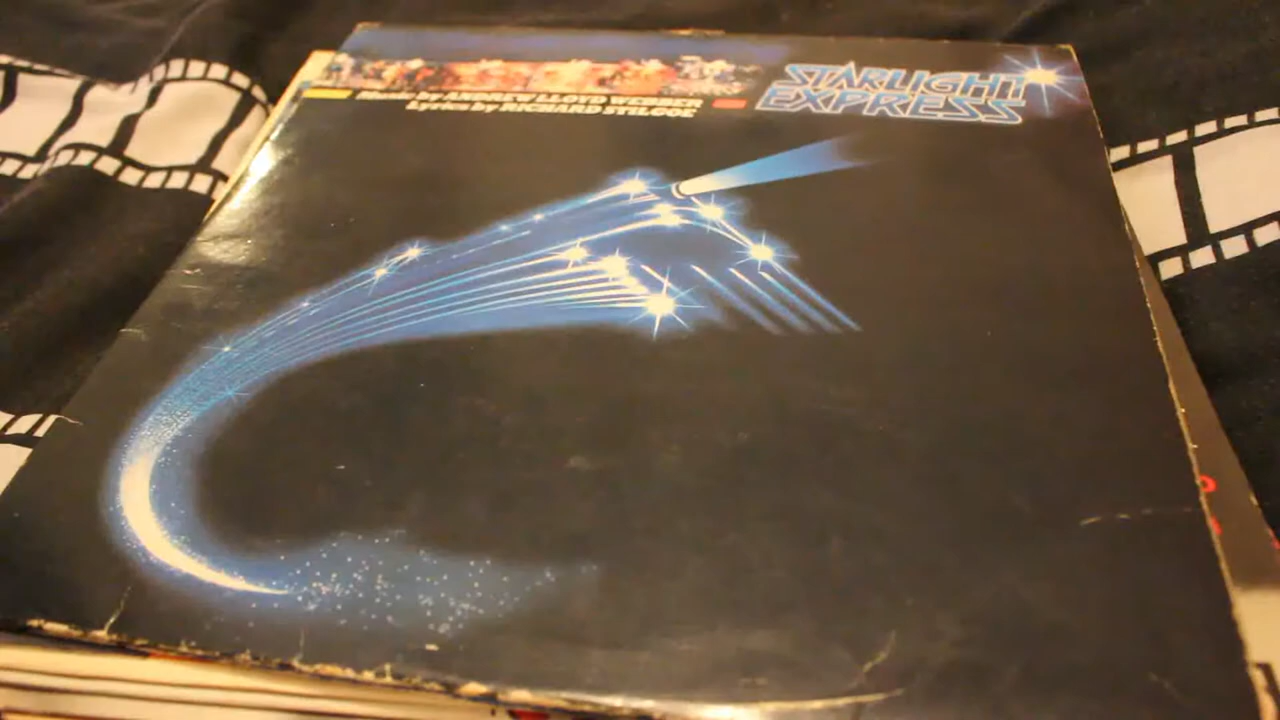 Music by ANDREW LLOYD WEBBER
Lyrics by RICHARD STILGOE
STARLIGHT
EXPRESS